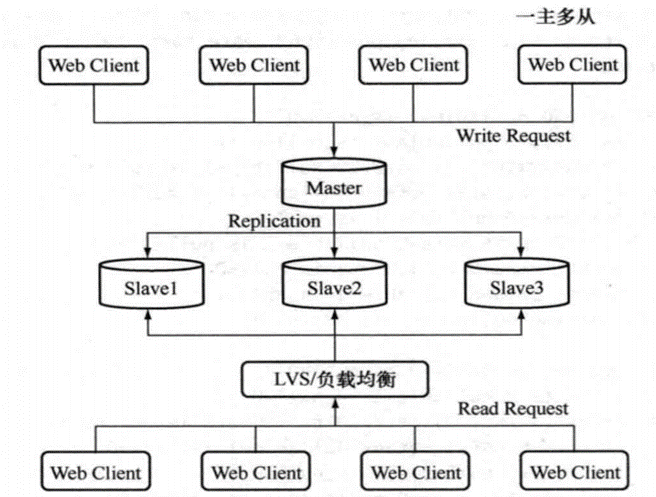 一主多从
Web Client
Web Client
Web Client
Web Client
Write Request
Master
Replication
Slave1
Slave2
Slave3
LVS/负载均衡
Read Request
Web Client
Web Client
Web Client
Web Client